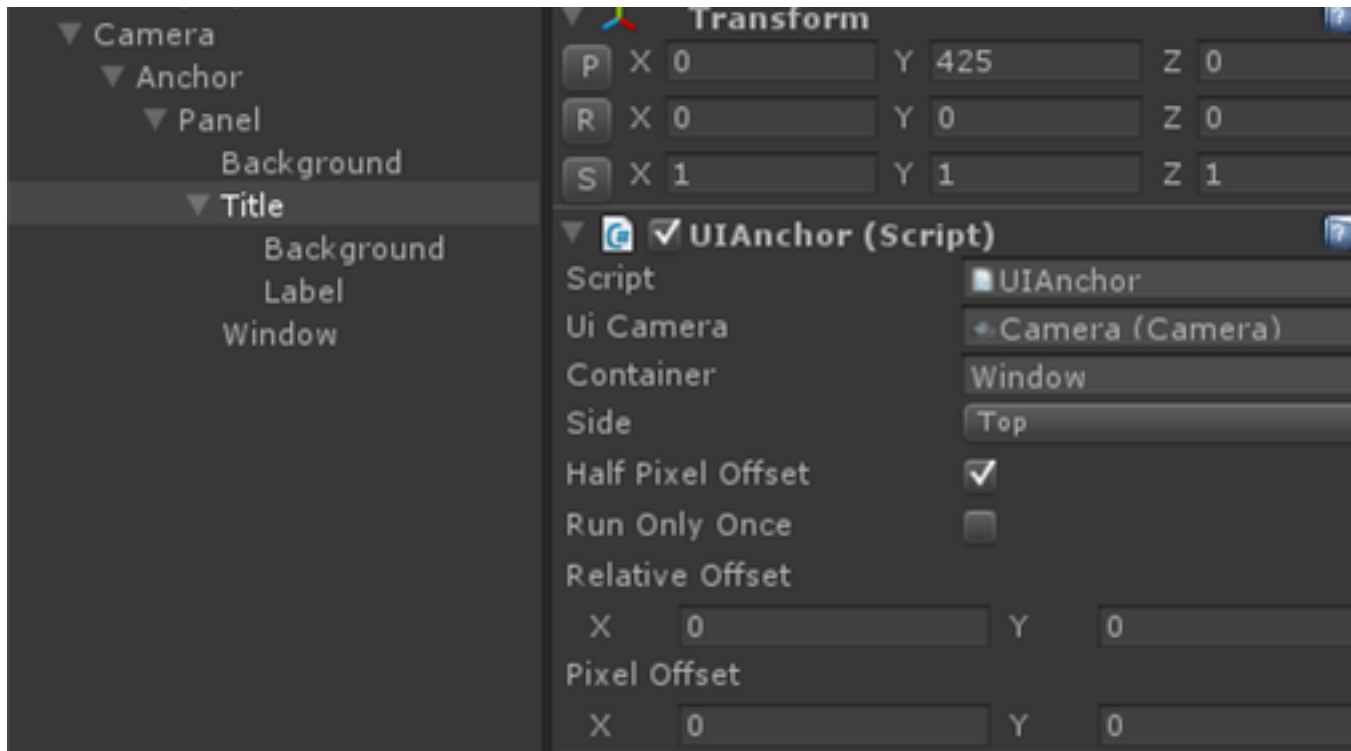 Camera
Anchor
Panel
Background
Title
Background
Label
Window
Transform
P X 0 Y 425 Z 0
R X 0 Y 0 Z 0
S X 1 Y 1 Z 1
UIAnchor (Script)
Script UIAnchor
Ui Camera Camera (Camera)
Container Window
Side Top
Half Pixel Offset
Run Only Once
Relative Offset
X 0 Y 0
Pixel Offset
X 0 Y 0